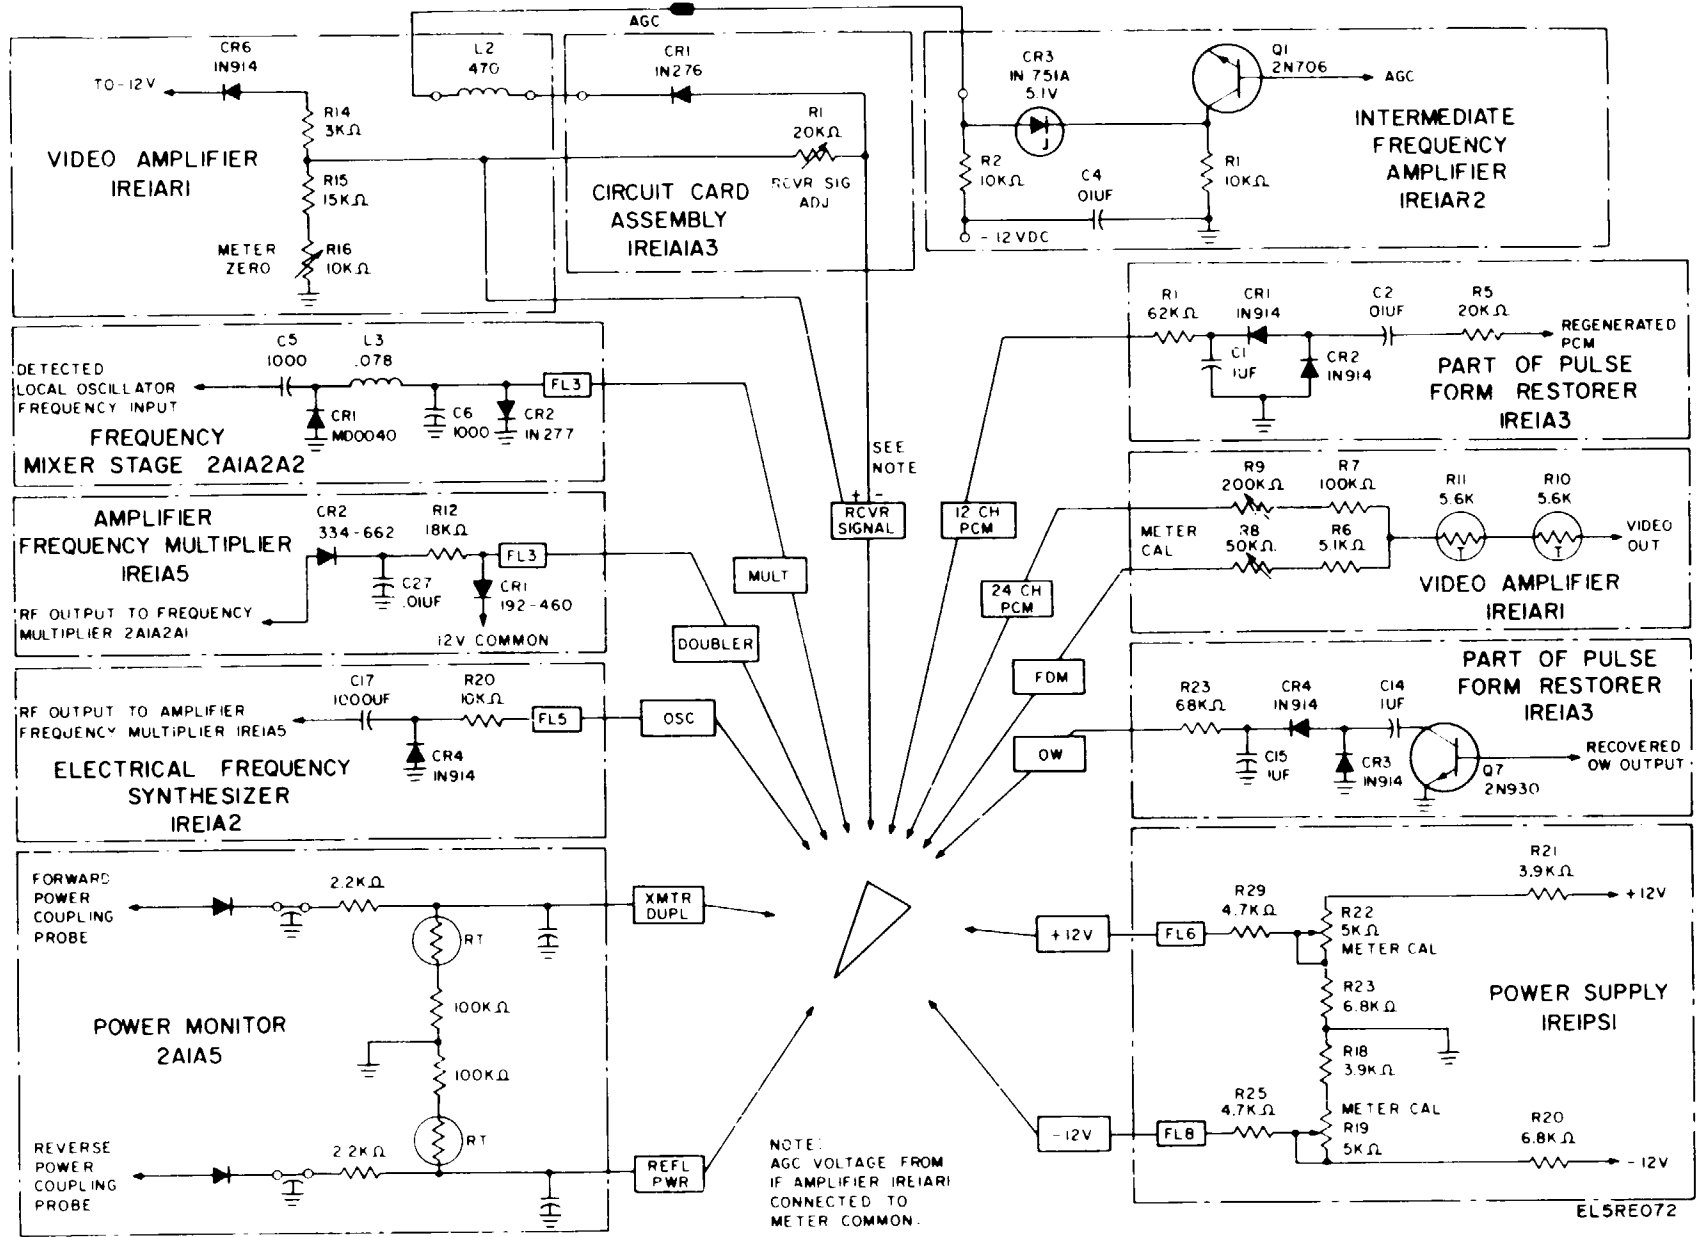 AGC
CR6
1N914
TO-12V
R14
3KΩ
VIDEO AMPLIFIER
1RE1AR1
R15
15KΩ
METER
ZERO
R16
10KΩ
L2
470
CR1
1N276
R1
20KΩ
RCVR SIG
ADJ
CIRCUIT CARD
ASSEMBLY
1RE1A1A3
CR3
1N 751A
5.1V
Q1
2N706
AGC
R2
10KΩ
C4
.01UF
R1
10KΩ
-12VDC
INTERMEDIATE
FREQUENCY
AMPLIFIER
1RE1AR2
C5
1000
L3
.078
DETECTED
LOCAL OSCILLATOR
FREQUENCY INPUT
FL3
CR1
MD0040
C6
1000
CR2
1N277
FREQUENCY
MIXER STAGE 2A1A2A2
AMPLIFIER
FREQUENCY MULTIPLIER
1RE1A5
CR2
334-662
R12
18KΩ
FL3
C27
.01UF
CR1
192-460
12V COMMON
RF OUTPUT TO FREQUENCY
MULTIPLIER 2A1A2A1
C17
1000UF
R20
10KΩ
FL5
RF OUTPUT TO AMPLIFIER
FREQUENCY MULTIPLIER 1RE1A5
CR4
1N914
ELECTRICAL FREQUENCY
SYNTHESIZER
1RE1A2
FORWARD
POWER
COUPLING
PROBE
2.2KΩ
RT
100KΩ
POWER MONITOR
2A1A5
100KΩ
RT
REVERSE
POWER
COUPLING
PROBE
2.2KΩ
SEE
NOTE
+ -
RCVR
SIGNAL
MULT
DOUBLER
OSC
XMTR
DUPL
REFL
PWR
12 CH
PCM
24 CH
PCM
FDM
OW
+12V
-12V
R1
62KΩ
CR1
1N914
C2
.01UF
R5
20KΩ
REGENERATED
PCM
C1
1UF
CR2
1N914
PART OF PULSE
FORM RESTORER
1RE1A3
R9
200KΩ
R7
100KΩ
R11
5.6K
R10
5.6K
METER
CAL
R8
50KΩ
R6
5.1KΩ
T
T
VIDEO
OUT
VIDEO AMPLIFIER
1RE1AR1
PART OF PULSE
FORM RESTORER
1RE1A3
R23
68KΩ
CR4
1N914
C14
1UF
C15
1UF
CR3
1N914
Q7
2N930
RECOVERED
OW OUTPUT
R21
3.9KΩ
+12V
R29
4.7KΩ
FL6
R22
5KΩ
METER CAL
R23
6.8KΩ
POWER SUPPLY
1RE1PS1
R18
3.9KΩ
R25
4.7KΩ
FL8
METER CAL
R19
5KΩ
R20
6.8KΩ
-12V
NOTE:
AGC VOLTAGE FROM
IF AMPLIFIER 1RE1AR1
CONNECTED TO
METER COMMON.
EL5RE072